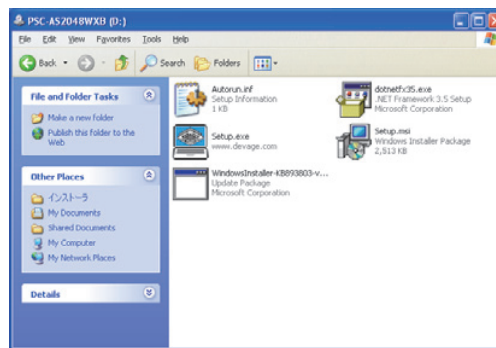 PSC-AS2048WXB (D:)
File Edit View Favorites Tools Help
Back Search Folders
File and Folder Tasks
Make a new folder
Publish this folder to the
Web
Other Places
インストーラ
My Documents
Shared Documents
My Computer
My Network Places
Details
Autorun.inf
Setup Information
1 KB
dotnetfx35.exe
.NET Framework 3.5 Setup
Microsoft Corporation
Setup.exe
www.devage.com
Setup.msi
Windows Installer Package
2,513 KB
WindowsInstaller-KB893803-v...
Update Package
Microsoft Corporation